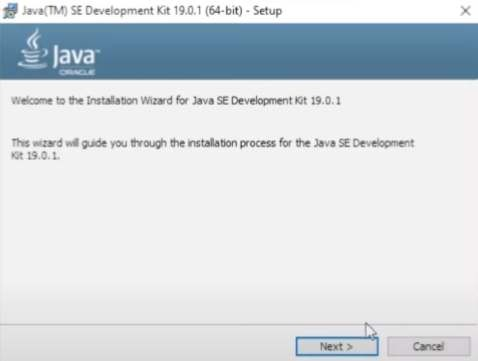 Java(TM) SE Development Kit 19.0.1 (64-bit) - Setup
Java™
ORACLE
Welcome to the Installation Wizard for Java SE Development Kit 19.0.1
This wizard will guide you through the installation process for the Java SE Development
Kit 19.0.1.
Next >
Cancel